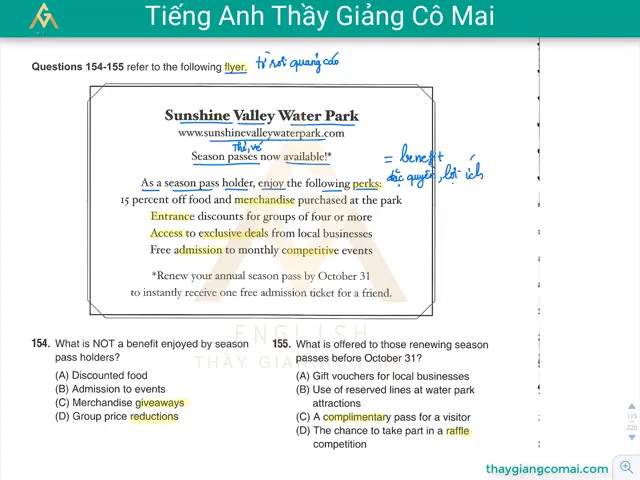 Tiếng Anh Thầy Giảng Cô Mai
Questions 154-155 refer to the following flyer.
tờ rơi quảng cáo
Sunshine Valley Water Park
www.sunshinevalleywaterpark.com
Thẻ, vé
Season passes now available!*
= benefit
As a season pass holder, enjoy the following perks:
đặc quyền, lợi ích
15 percent off food and merchandise purchased at the park
Entrance discounts for groups of four or more
Access to exclusive deals from local businesses
Free admission to monthly competitive events
*Renew your annual season pass by October 31
to instantly receive one free admission ticket for a friend.
ENGLISH
THẦY GIẢNG CÔ MAI
154. What is NOT a benefit enjoyed by season
pass holders?
(A) Discounted food
(B) Admission to events
(C) Merchandise giveaways
(D) Group price reductions
155. What is offered to those renewing season
passes before October 31?
(A) Gift vouchers for local businesses
(B) Use of reserved lines at water park
attractions
(C) A complimentary pass for a visitor
(D) The chance to take part in a raffle
competition
115
220
thaygiangcomai.com